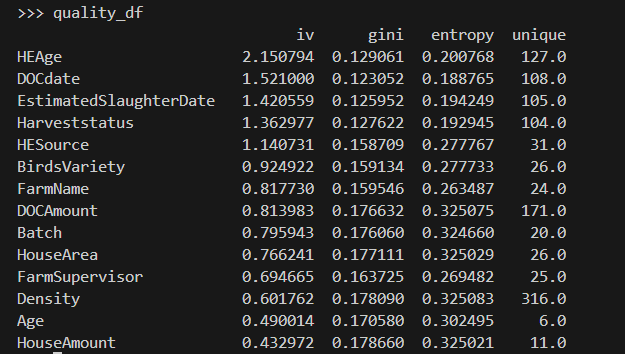 >>> quality_df
iv gini entropy unique
HEAge 2.150794 0.129061 0.200768 127.0
DOCdate 1.521000 0.123052 0.188765 108.0
EstimatedSlaughterDate 1.420559 0.125952 0.194249 105.0
Harveststatus 1.362977 0.127622 0.192945 104.0
HESource 1.140731 0.158709 0.277767 31.0
BirdsVariety 0.924922 0.159134 0.277733 26.0
FarmName 0.817730 0.159546 0.263487 24.0
DOCAmount 0.813983 0.176632 0.325075 171.0
Batch 0.795943 0.176060 0.324660 20.0
HouseArea 0.766241 0.177111 0.325029 26.0
FarmSupervisor 0.694665 0.163725 0.269482 25.0
Density 0.601762 0.178090 0.325083 316.0
Age 0.490014 0.170580 0.302495 6.0
HouseAmount 0.432972 0.178660 0.325021 11.0